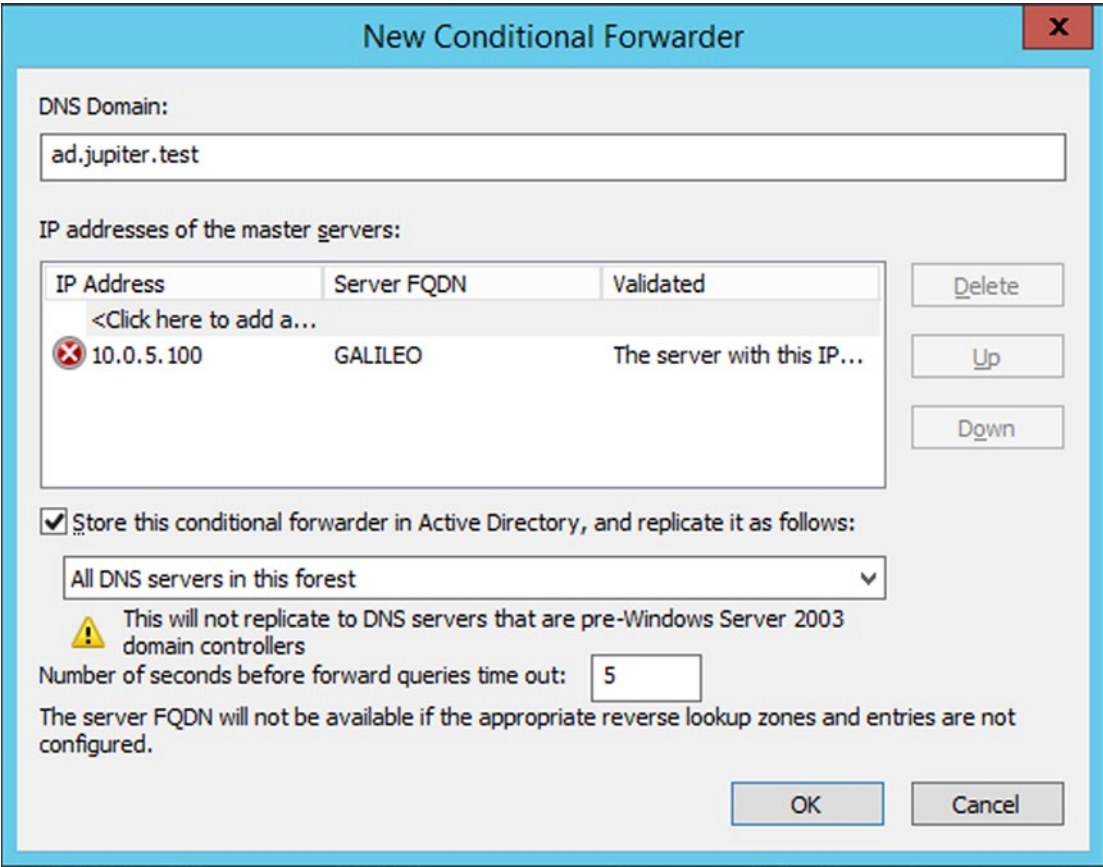 New Conditional Forwarder
x
DNS Domain:
ad.jupiter.test
IP addresses of the master servers:
IP Address Server FQDN Validated
<Click here to add a...
10.0.5.100 GALILEO The server with this IP...
Delete
Up
Down
Store this conditional forwarder in Active Directory, and replicate it as follows:
All DNS servers in this forest
This will not replicate to DNS servers that are pre-Windows Server 2003
domain controllers
Number of seconds before forward queries time out: 5
The server FQDN will not be available if the appropriate reverse lookup zones and entries are not
configured.
OK Cancel